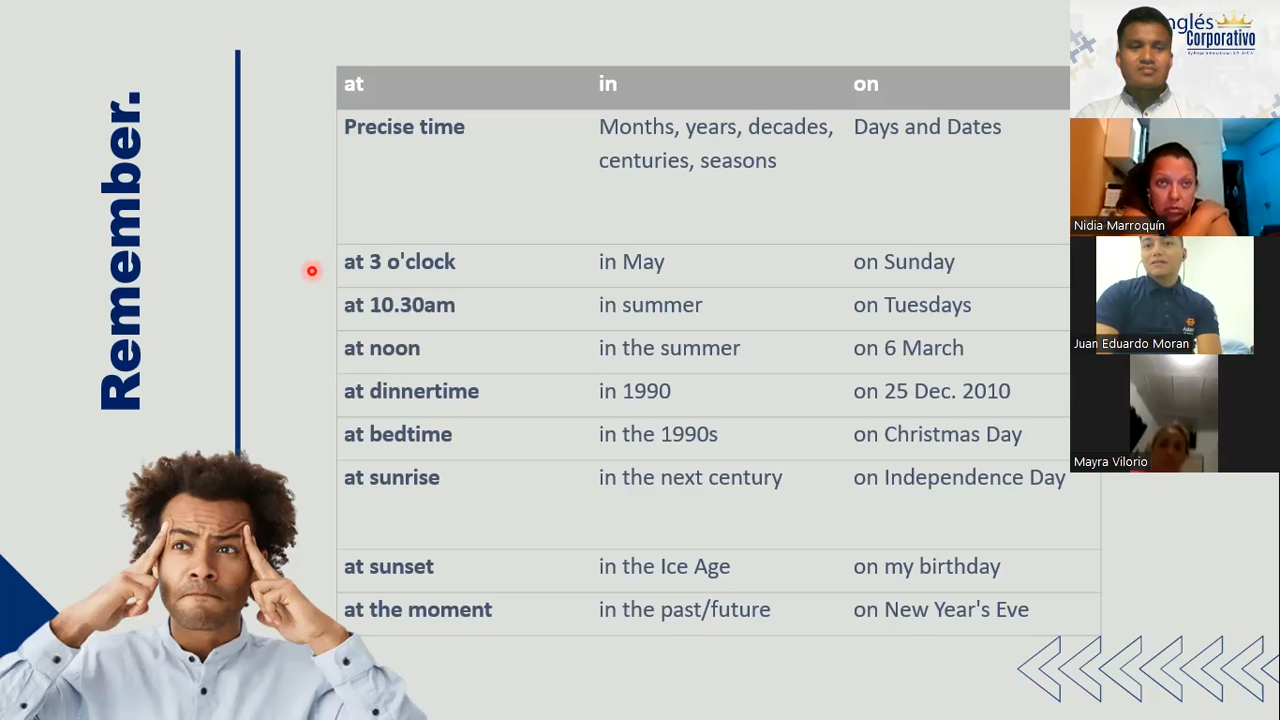 Remember.
at in on
Precise time Months, years, decades, Days and Dates
centuries, seasons
at 3 o'clock in May on Sunday
at 10.30am in summer on Tuesdays
at noon in the summer on 6 March
at dinnertime in 1990 on 25 Dec. 2010
at bedtime in the 1990s on Christmas Day
at sunrise in the next century on Independence Day
at sunset in the Ice Age on my birthday
at the moment in the past/future on New Year's Eve
nglés
Corporativo
Nidia Marroquín
Juan Eduardo Moran
Mayra Vilorio